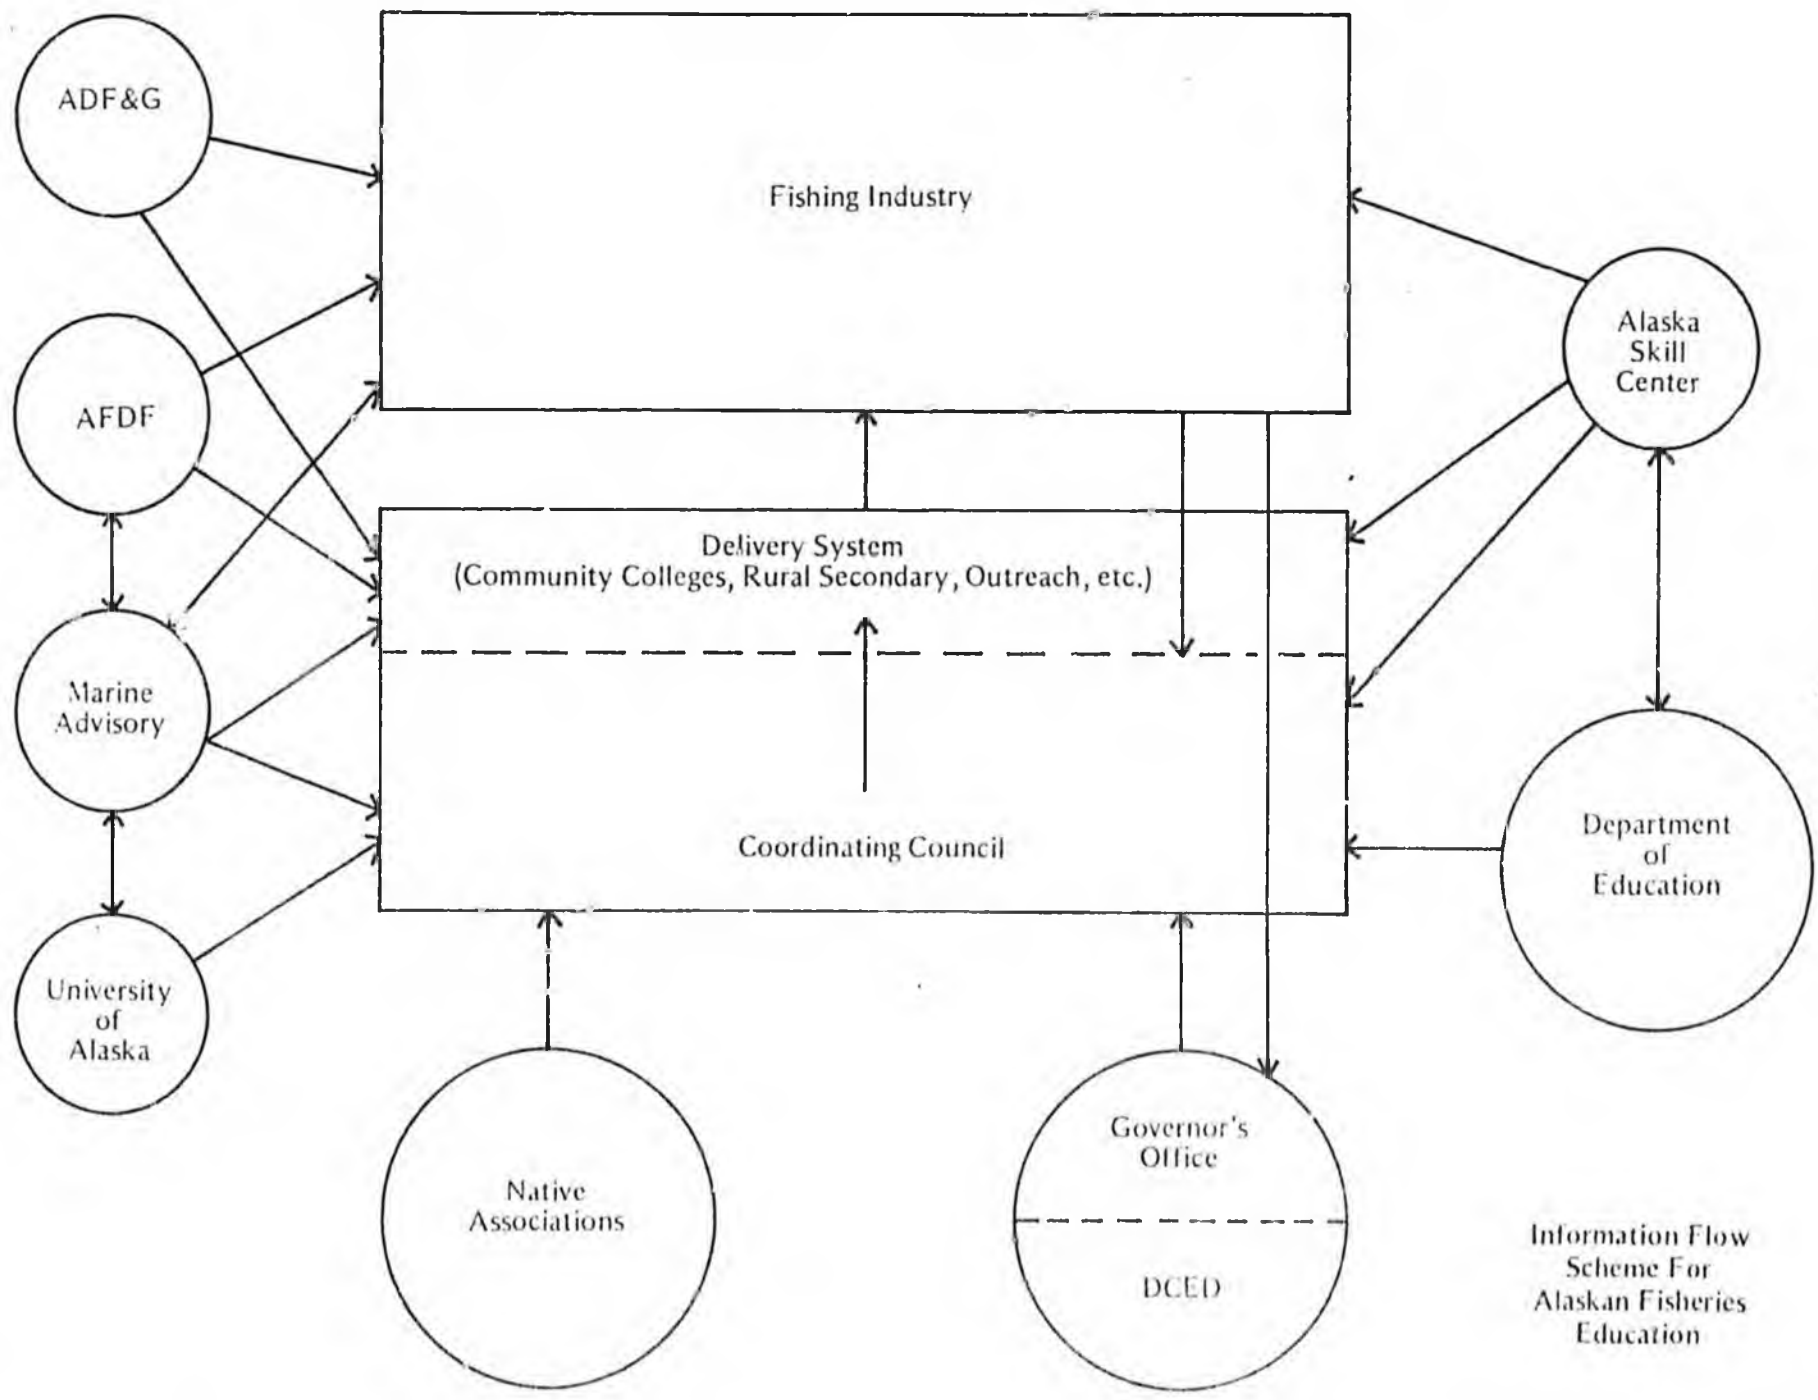 ADF&G
Fishing Industry
Alaska
Skill
Center
AFDF
Delivery System
(Community Colleges, Rural Secondary, Outreach, etc.)
Marine
Advisory
Coordinating Council
Department
of
Education
University
of
Alaska
Native
Associations
Governor's
Office
DCED
Information Flow
Scheme For
Alaskan Fisheries
Education